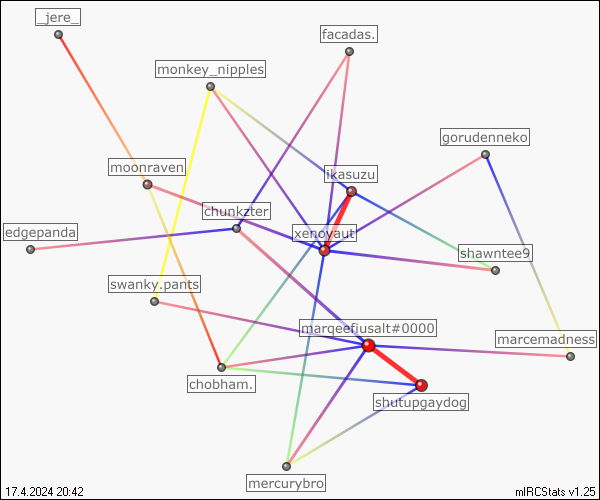 _jere_
facadas.
monkey_nipples
gorudenneko
moonraven
ikasuzu
chunkzter
edgepanda
xenoyaut
shawntee9
swanky.pants
marqeefiusalt#0000
marcemadness
chobham.
shutupgaydog
mercurybro
17.4.2024 20:42
mIRCStats v1.25